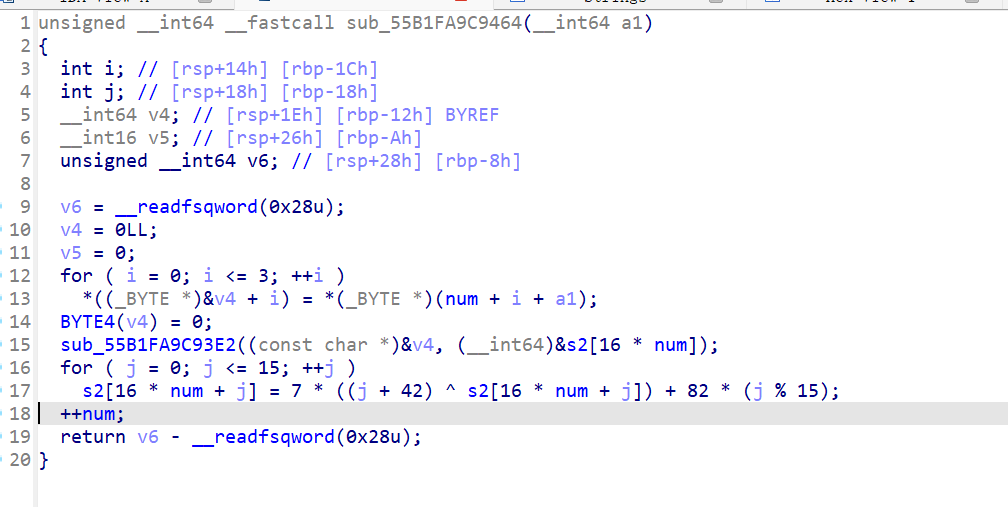 1 unsigned __int64 __fastcall sub_55B1FA9C9464(__int64 a1)
2 {
3   int i; // [rsp+14h] [rbp-1Ch]
4   int j; // [rsp+18h] [rbp-18h]
5   __int64 v4; // [rsp+1Eh] [rbp-12h] BYREF
6   __int16 v5; // [rsp+26h] [rbp-Ah]
7   unsigned __int64 v6; // [rsp+28h] [rbp-8h]
8
9   v6 = __readfsqword(0x28u);
10   v4 = 0LL;
11   v5 = 0;
12   for ( i = 0; i <= 3; ++i )
13     *((_BYTE *)&v4 + i) = *(_BYTE *)(num + i + a1);
14   BYTE4(v4) = 0;
15   sub_55B1FA9C93E2((const char *)&v4, (__int64)&s2[16 * num]);
16   for ( j = 0; j <= 15; ++j )
17     s2[16 * num + j] = 7 * ((j + 42) ^ s2[16 * num + j]) + 82 * (j % 15);
18   ++num;
19   return v6 - __readfsqword(0x28u);
20 }